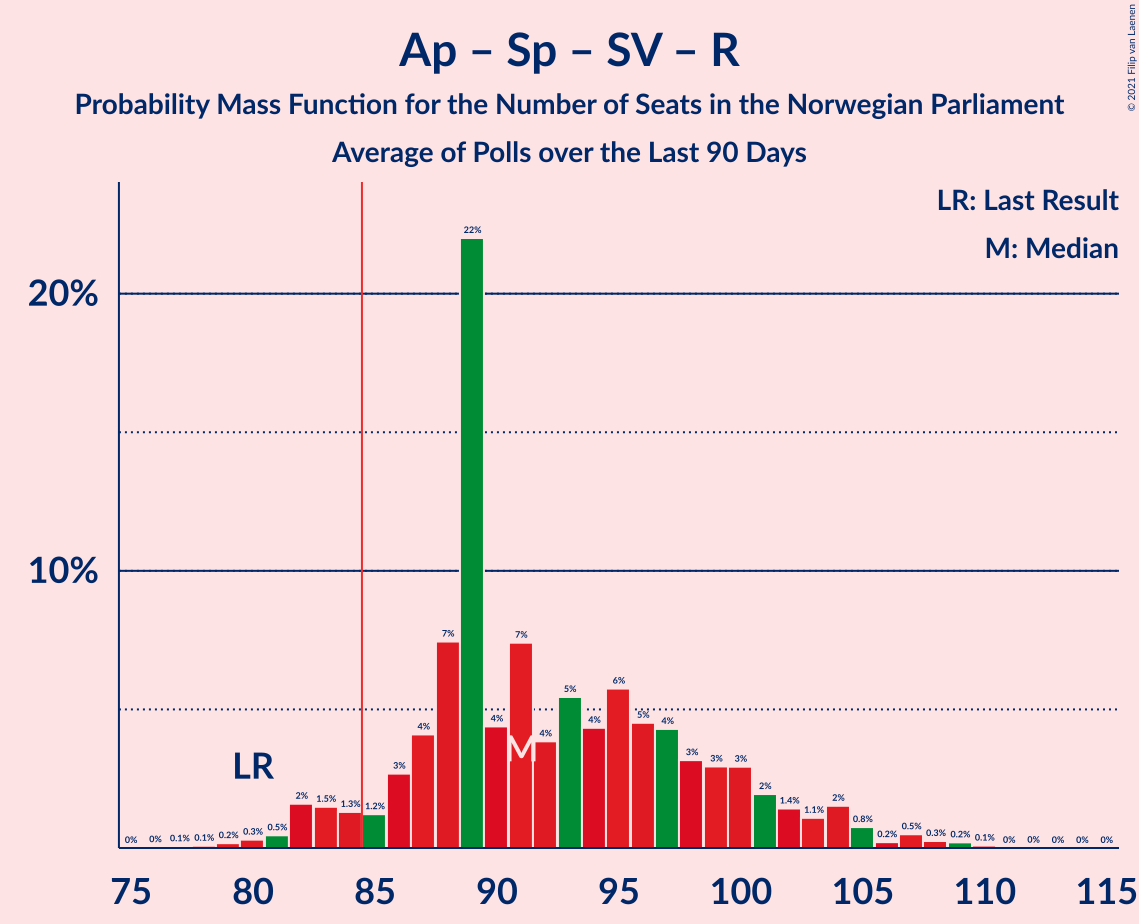 Ap – Sp – SV – R
Probability Mass Function for the Number of Seats in the Norwegian Parliament
Average of Polls over the Last 90 Days
© 2021 Filip van Laenen
LR: Last Result
M: Median
20%
10%
LR
M
0% 0% 0.1% 0.1% 0.2% 0.3% 0.5% 2% 1.5% 1.3% 1.2% 3% 4% 7% 22% 4% 7% 4% 5% 4% 6% 5% 4% 3% 3% 3% 2% 1.4% 1.1% 2% 0.8% 0.2% 0.5% 0.3% 0.2% 0.1% 0% 0% 0% 0% 0%
75 80 85 90 95 100 105 110 115